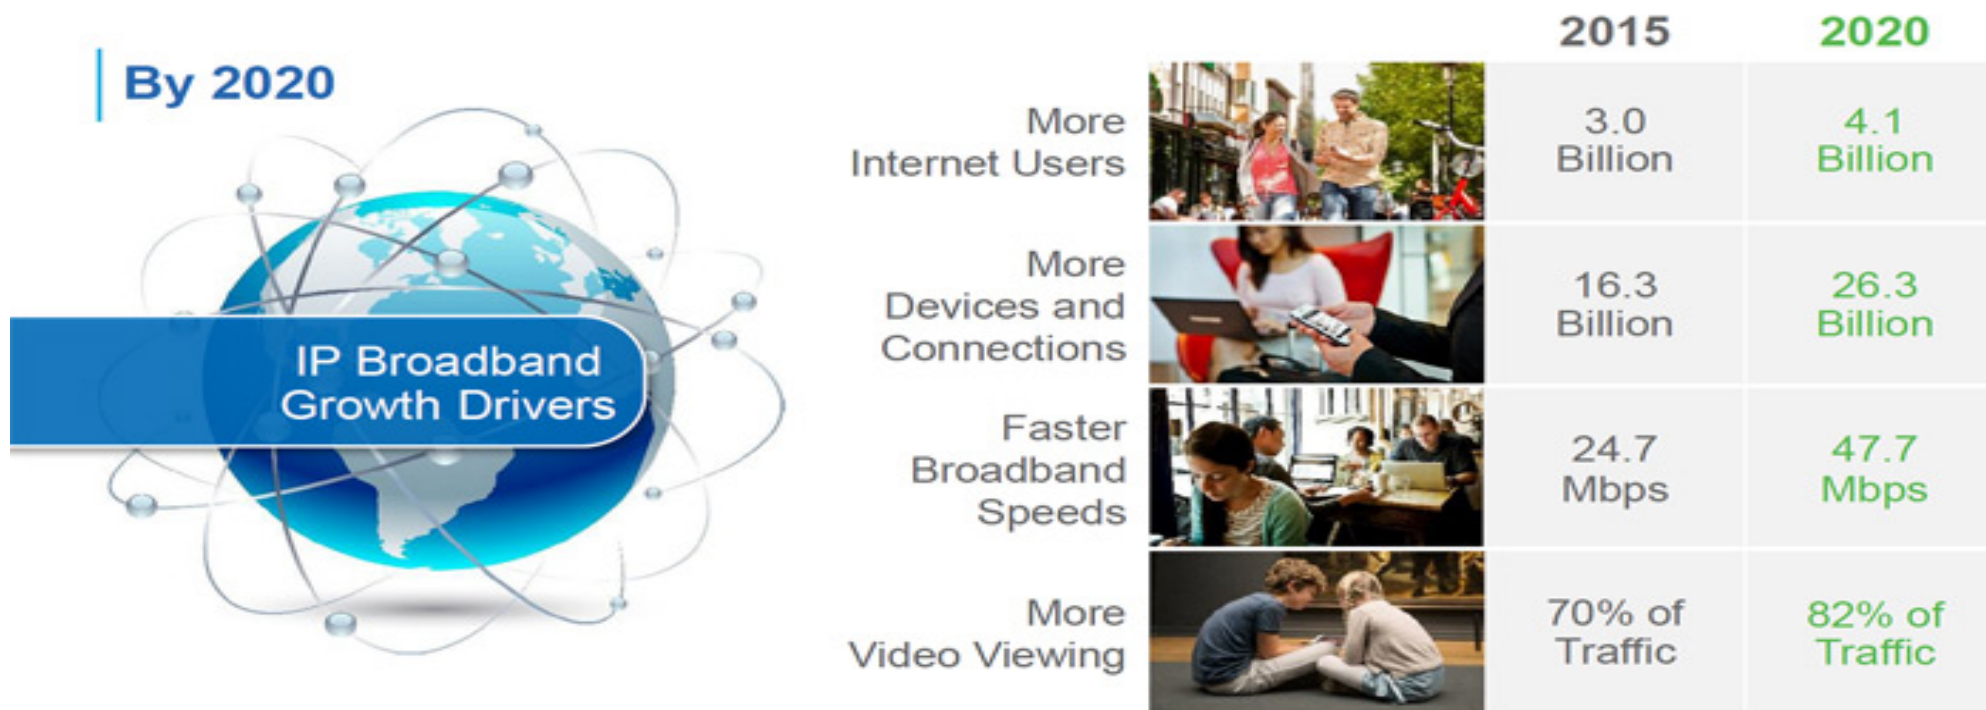 By 2020
IP Broadband
Growth Drivers
2015
2020
More
Internet Users
3.0
Billion
4.1
Billion
More
Devices and
Connections
16.3
Billion
26.3
Billion
Faster
Broadband
Speeds
24.7
Mbps
47.7
Mbps
More
Video Viewing
70% of
Traffic
82% of
Traffic